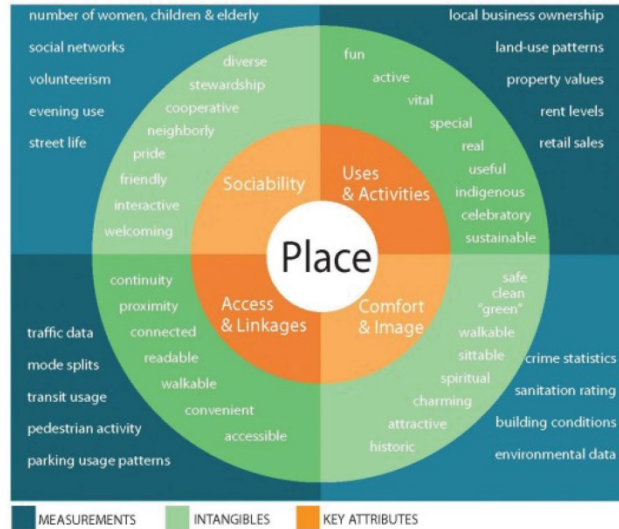 number of women, children & elderly
social networks
volunteerism
evening use
street life
local business ownership
land-use patterns
property values
rent levels
retail sales
diverse
stewardship
cooperative
neighborly
pride
friendly
interactive
welcoming
fun
active
vital
special
real
useful
indigenous
celebratory
sustainable
Sociability
Uses
& Activities
Place
Access
& Linkages
Comfort
& Image
continuity
proximity
connected
readable
walkable
convenient
accessible
safe
clean
"green"
walkable
sittable
spiritual
charming
attractive
historic
traffic data
mode splits
transit usage
pedestrian activity
parking usage patterns
crime statistics
sanitation rating
building conditions
environmental data
MEASUREMENTS
INTANGIBLES
KEY ATTRIBUTES